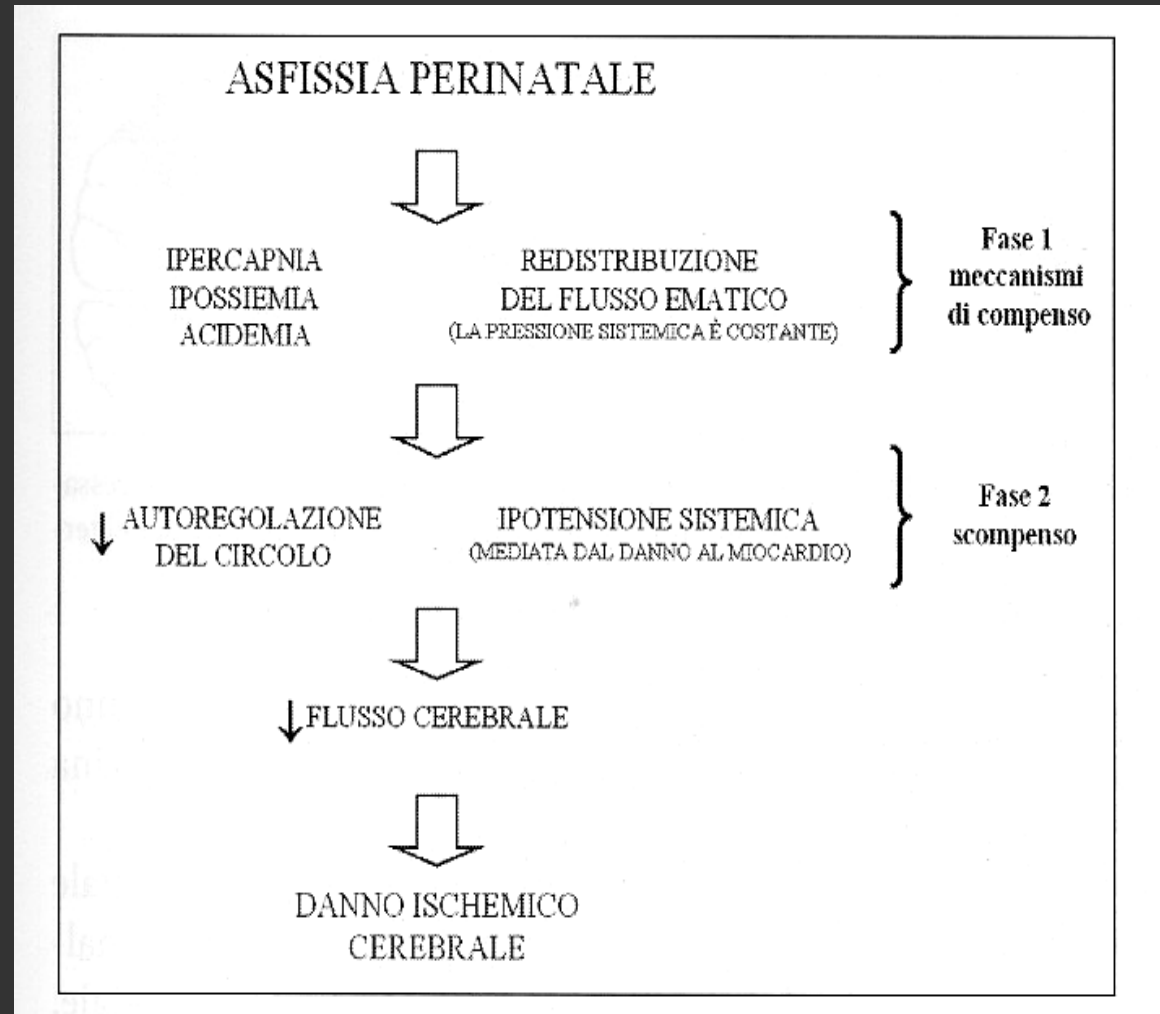 ASFISSIA PERINATALE
IPERCAPNIA
IPOSSIEMIA
ACIDEMIA
REDISTRIBUZIONE
DEL FLUSSO EMATICO
(LA PRESSIONE SISTEMICA È COSTANTE)
Fase 1
meccanismi
di compenso
↓ AUTOREGOLAZIONE
DEL CIRCOLO
IPOTENSIONE SISTEMICA
(MEDIATA DAL DANNO AL MIOCARDIO)
Fase 2
scompenso
↓ FLUSSO CEREBRALE
DANNO ISCHEMICO
CEREBRALE